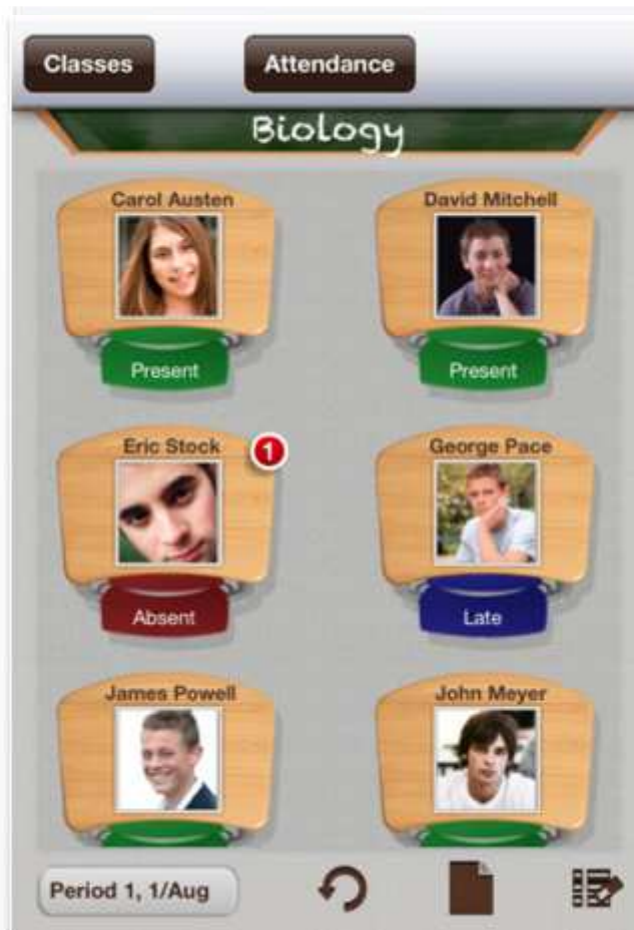 Classes Attendance
Biology
Carol Austen David Mitchell
Present Present
Eric Stock 1 George Pace
Absent Late
James Powell John Meyer
Period 1, 1/Aug